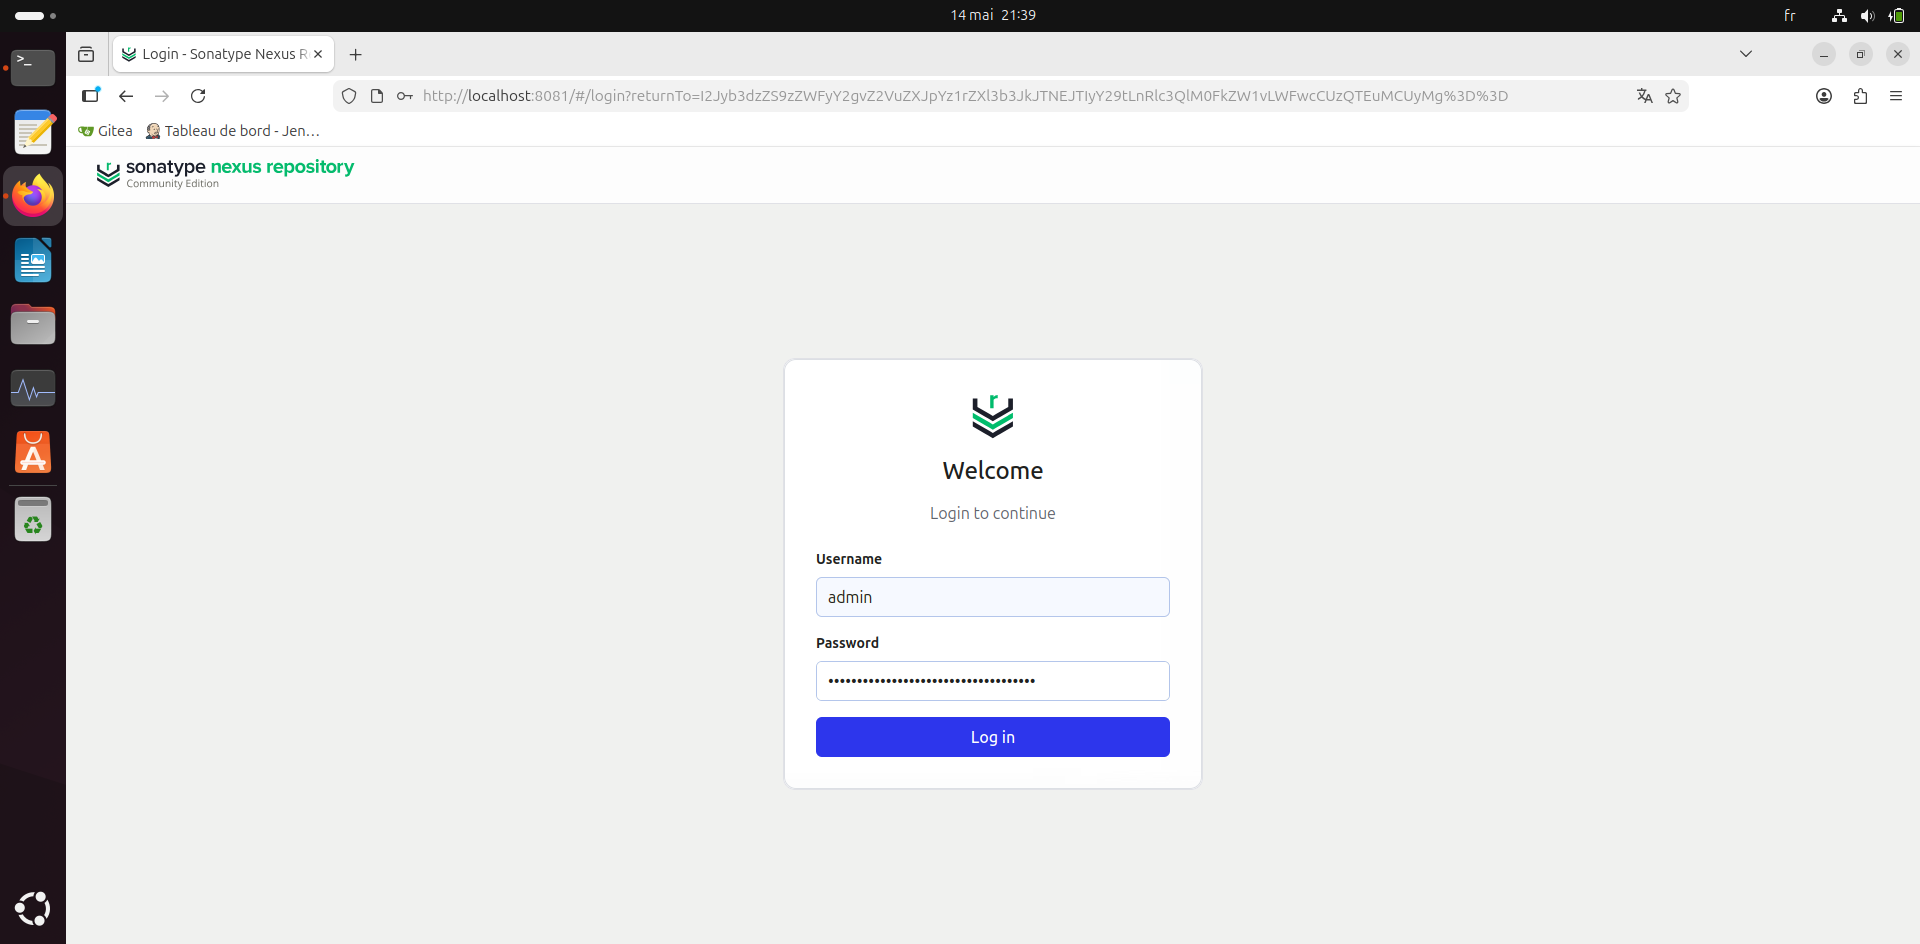 14 mai 21:39
fr
Login - Sonatype Nexus R
http://localhost:8081/#/login?returnTo=I2Jyb3dzZS9zZWFyY2gvZ2VuZXJpYz1rZXl3b3JkJTNEJTIyY29tLnRlc3QlM0FkZW1vLWFwcCUzQTEuMCUyMg%3D%3D
Gitea
Tableau de bord - Jen...
sonatype nexus repository
Community Edition
r
Welcome
Login to continue
Username
admin
Password
Log in